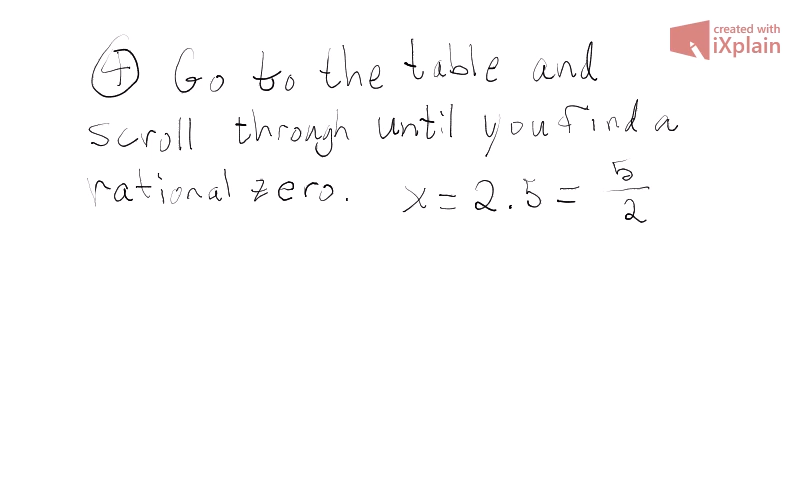 created with
iXplain
④ Go to the table and
scroll through until you find a
rational zero. x = 2.5 = 5/2